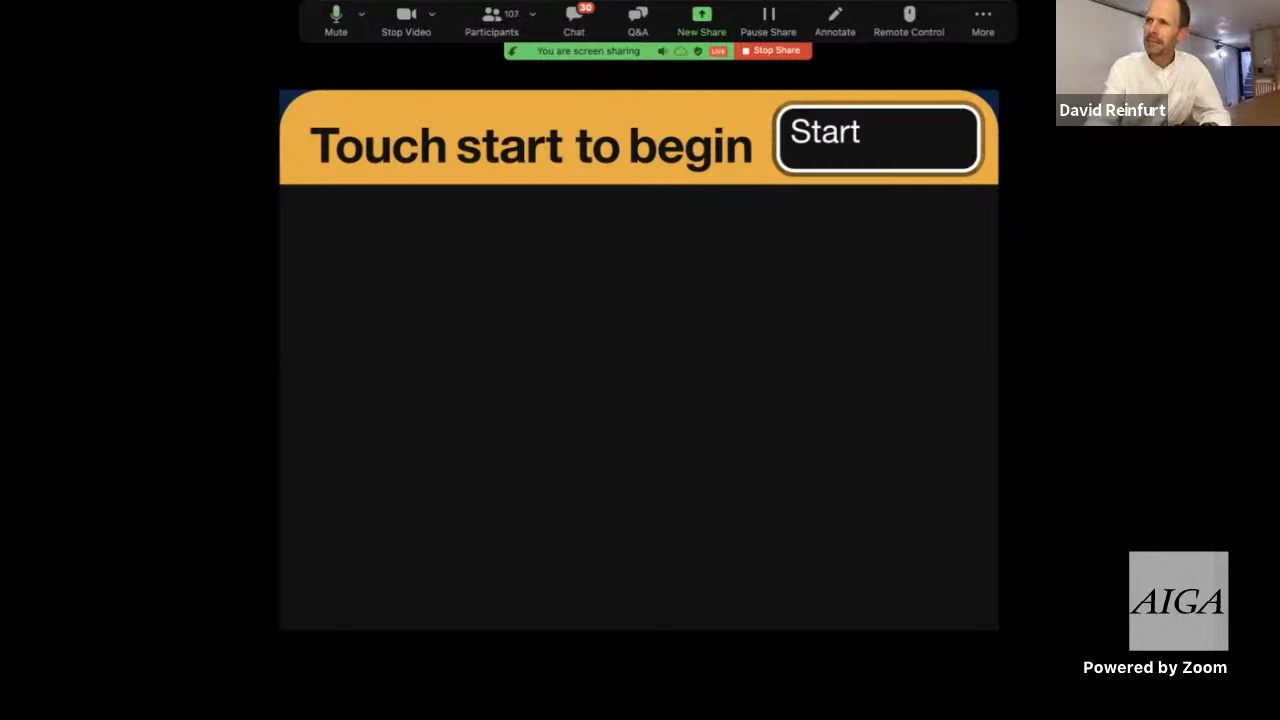 Mute
Stop Video
107
Participants
30
Chat
Q&A
New Share
Pause Share
Annotate
Remote Control
More
You are screen sharing
LIVE
Stop Share
David Reinfurt
Touch start to begin
Start
AIGA
Powered by Zoom